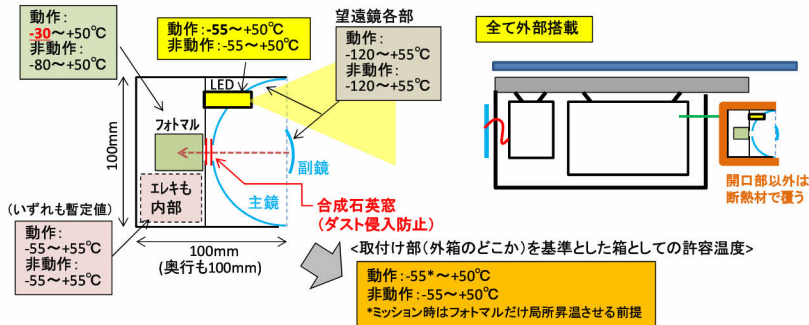 動作:
-30~+50℃
非動作:
-80~+50℃
動作:-55~+50℃
非動作:-55~+50℃
望遠鏡各部
動作:
-120~+55℃
非動作:
-120~+55℃
全て外部搭載
LED
フォトマル
100mm
エレキも
内部
副鏡
主鏡
合成石英窓
(ダスト侵入防止)
開口部以外は
断熱材で覆う
(いずれも暫定値)
動作:
-55~+55℃
非動作:
-55~+55℃
100mm
(奥行も100mm)
<取付け部(外箱のどこか)を基準とした箱としての許容温度>
動作:-55*~+50℃
非動作:-55~+50℃
*ミッション時はフォトマルだけ局所昇温させる前提